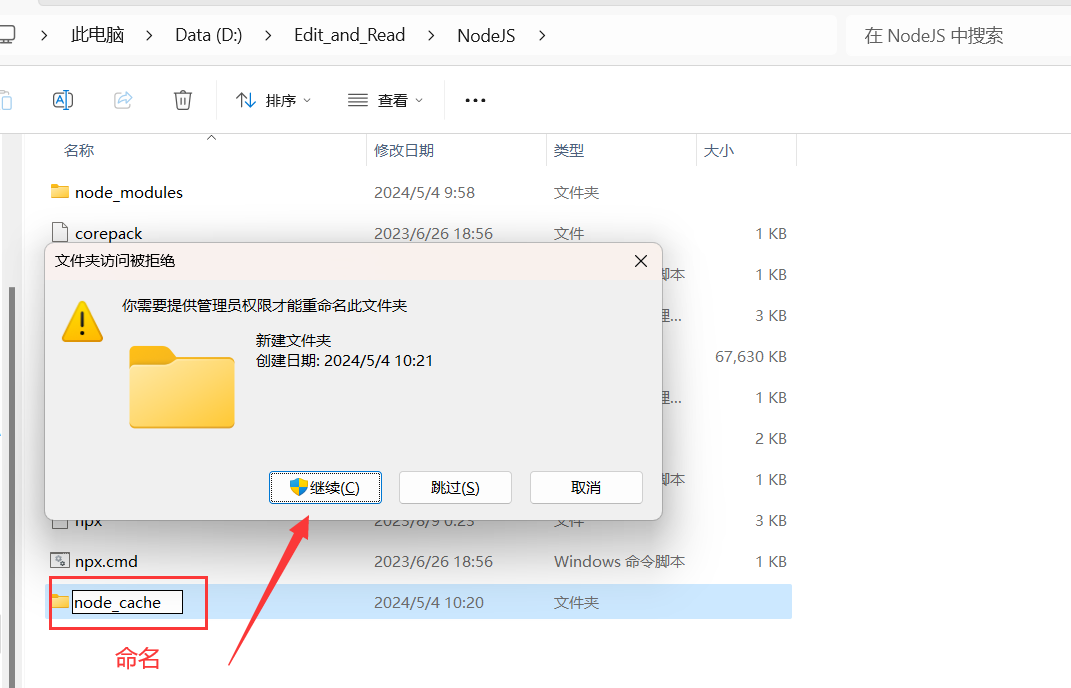 此电脑 Data (D:) Edit_and_Read NodeJS 在 NodeJS 中搜索
排序 查看
名称 修改日期 类型 大小
node_modules 2024/5/4 9:58 文件夹
corepack 2023/6/26 18:56 文件 1 KB
文件夹访问被拒绝 脚本 1 KB
你需要提供管理员权限才能重命名此文件夹 理... 3 KB
新建文件夹
创建日期: 2024/5/4 10:21 67,630 KB
理... 1 KB
2 KB
继续(C) 跳过(S) 取消 脚本 1 KB
npx 2023/6/9 0:25 文件 3 KB
npx.cmd 2023/6/26 18:56 Windows 命令脚本 1 KB
node_cache 2024/5/4 10:20 文件夹
命名